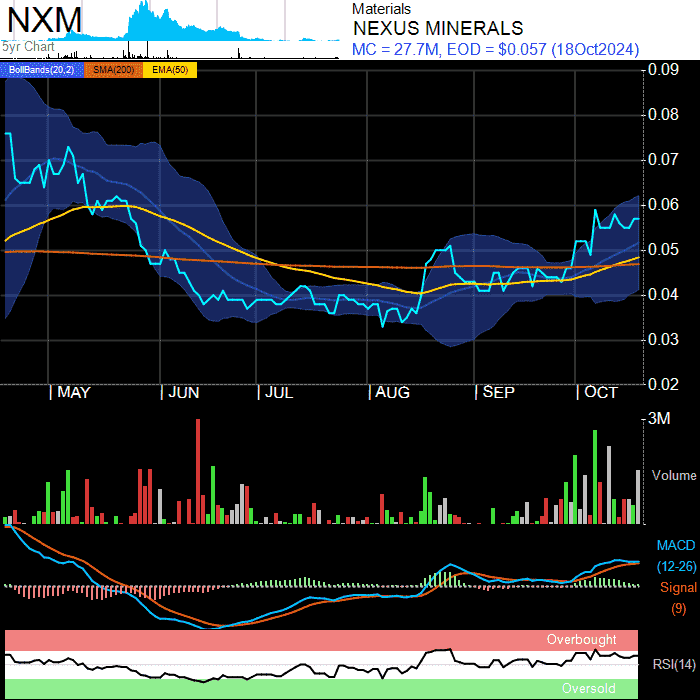 NXM
5yr Chart
Materials
NEXUS MINERALS
MC = 27.7M, EOD = $0.057 (18Oct2024)
BollBands(20,2) SMA(200) EMA(50)
0.09
0.08
0.07
0.06
0.05
0.04
0.03
0.02
MAY JUN JUL AUG SEP OCT
3M
Volume
MACD
(12-26)
Signal
(9)
Overbought
RSI(14)
Oversold